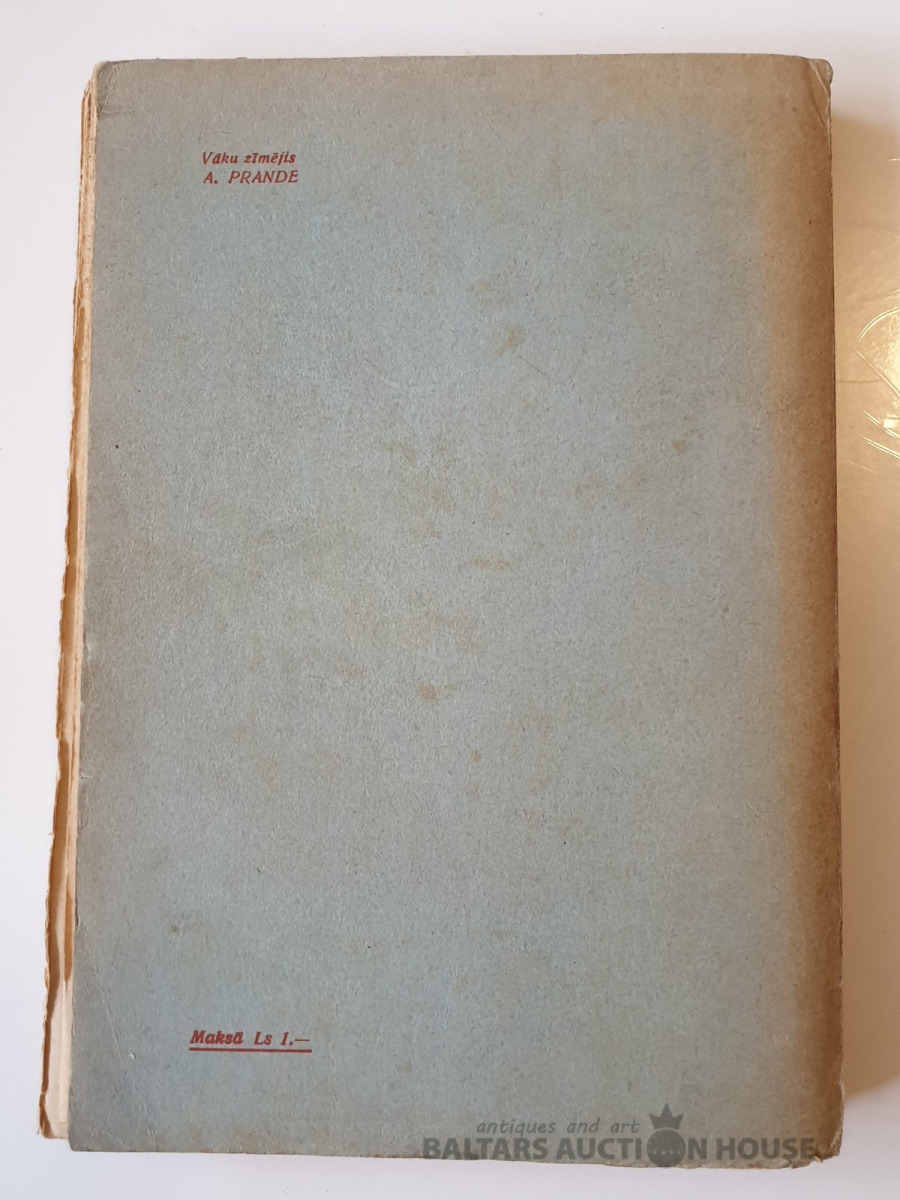 Vāku zīmējis
A. PRANDE
Maksā Ls 1.—
antiques and art
BALTARS AUCTION HOUSE